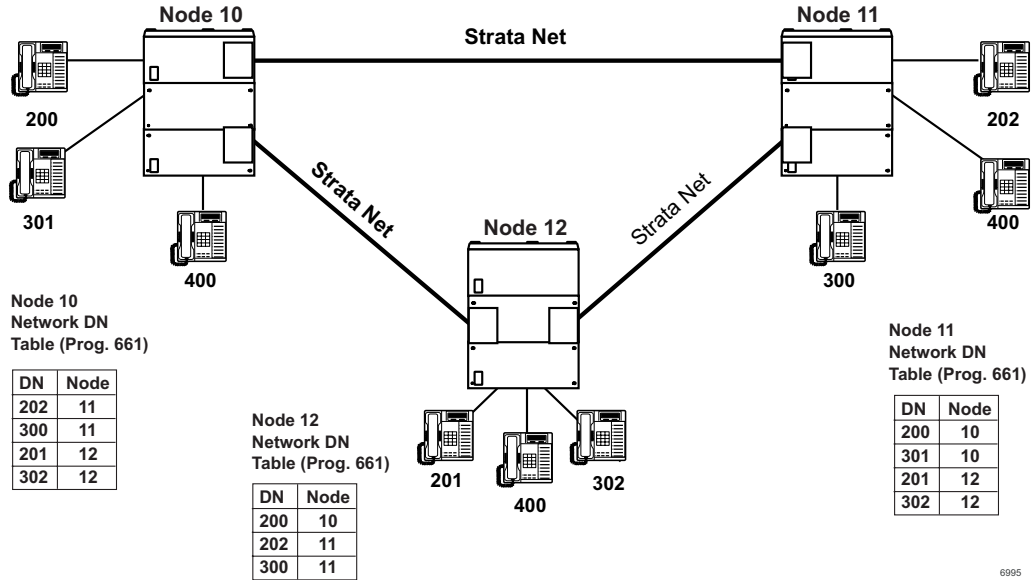 Node 10
Strata Net
Node 11
200
202
301
400
400
300
Strata Net
Strata Net
Node 12
201
400
302
Node 10
Network DN
Table (Prog. 661)
DN Node
202 11
300 11
201 12
302 12
Node 12
Network DN
Table (Prog. 661)
DN Node
200 10
202 11
300 11
Node 11
Network DN
Table (Prog. 661)
DN Node
200 10
301 10
201 12
302 12
6995